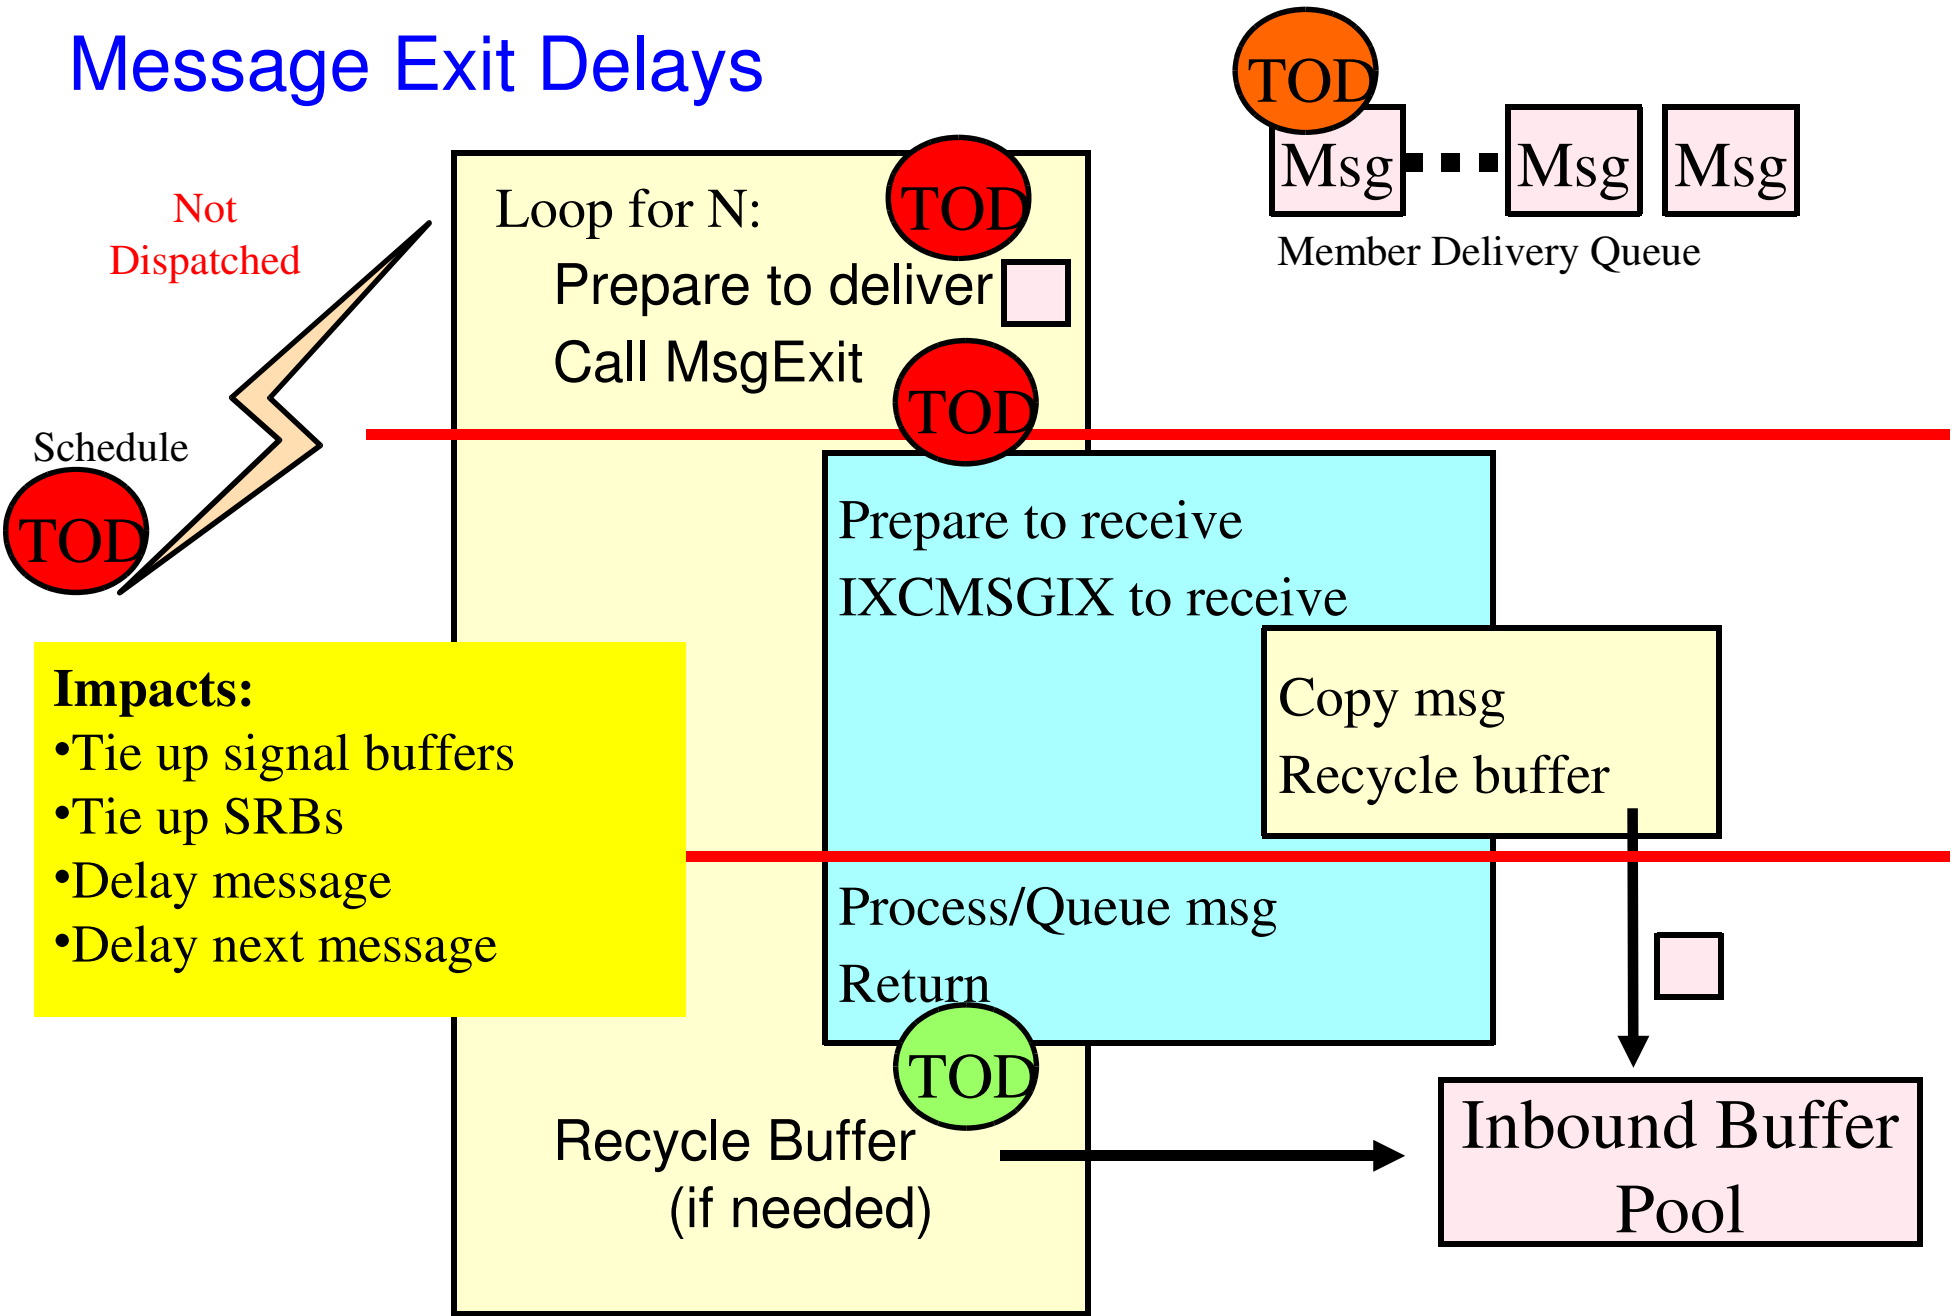 Message Exit Delays
TOD
Msg Msg Msg
Member Delivery Queue
Not
Dispatched
Schedule
TOD
Loop for N:
TOD
Prepare to deliver
Call MsgExit
TOD
Prepare to receive
IXCMSGIX to receive
Copy msg
Recycle buffer
Impacts:
•Tie up signal buffers
•Tie up SRBs
•Delay message
•Delay next message
Process/Queue msg
Return
TOD
Recycle Buffer
(if needed)
Inbound Buffer
Pool